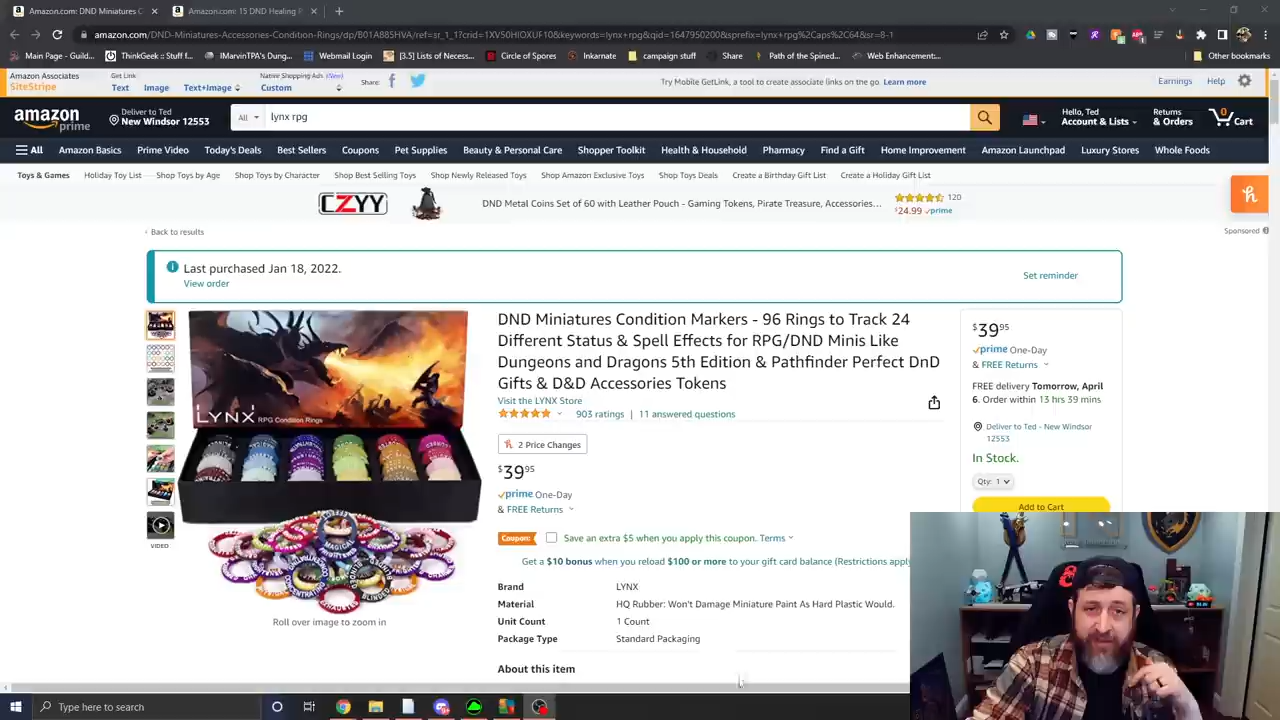 Amazon.com: DND Miniatures C
Amazon.com: 15 DND Healing P
amazon.com/DND-Miniatures-Accessories-Condition-Rings/dp/B01A885HVA/ref=sr_1_1?crid=1XV50HIOXUF10&keywords=lynx+rpg&qid=1647950200&sprefix=lynx+rpg%2Caps%2C64&sr=8-1
Main Page - Guild...
ThinkGeek :: Stuff f...
IMarvinTPA's Dung...
Webmail Login
[3.5] Lists of Necess...
Circle of Spores
Inkarnate
campaign stuff
Share
Path of the Spined...
WWW
Other bookmarks
Amazon Associates
SiteStripe
Get Link
Text
Image
Text+Image
Native Shopping Ads (New)
Custom
Share:
Try Mobile GetLink, a tool to create affiliate links on the go. Learn more
Earnings
Help
amazon
prime
Deliver to Ted
New Windsor 12553
All
lynx rpg
Hello, Ted
Account & Lists
Returns
& Orders
0
Cart
All
Amazon Basics
Prime Video
Today's Deals
Best Sellers
Coupons
Pet Supplies
Beauty & Personal Care
Shopper Toolkit
Health & Household
Pharmacy
Find a Gift
Home Improvement
Amazon Launchpad
Luxury Stores
Whole Foods
Toys & Games
Holiday Toy List
Shop Toys by Age
Shop Toys by Character
Shop Best Selling Toys
Shop Newly Released Toys
Shop Amazon Exclusive Toys
Shop Toys Deals
Create a Birthday Gift List
Create a Holiday Gift List
CZYY
DND Metal Coins Set of 60 with Leather Pouch - Gaming Tokens, Pirate Treasure, Accessories...
120
$24.99 prime
h
Sponsored
‹ Back to results
Last purchased Jan 18, 2022.
View order
Set reminder
LYNX
RPG Condition Rings
VIDEO
Roll over image to zoom in
DND Miniatures Condition Markers - 96 Rings to Track 24
Different Status & Spell Effects for RPG/DND Minis Like
Dungeons and Dragons 5th Edition & Pathfinder Perfect DnD
Gifts & D&D Accessories Tokens
Visit the LYNX Store
903 ratings | 11 answered questions
h 2 Price Changes
$39 95
prime One-Day
& FREE Returns
Coupon:
Save an extra $5 when you apply this coupon. Terms
Get a $10 bonus when you reload $100 or more to your gift card balance (Restrictions apply
Brand LYNX
Material HQ Rubber: Won't Damage Miniature Paint As Hard Plastic Would.
Unit Count 1 Count
Package Type Standard Packaging
About this item
$39 95
prime One-Day
& FREE Returns
FREE delivery Tomorrow, April
6. Order within 13 hrs 39 mins
Deliver to Ted - New Windsor
12553
In Stock.
Qty: 1
Add to Cart
Type here to search